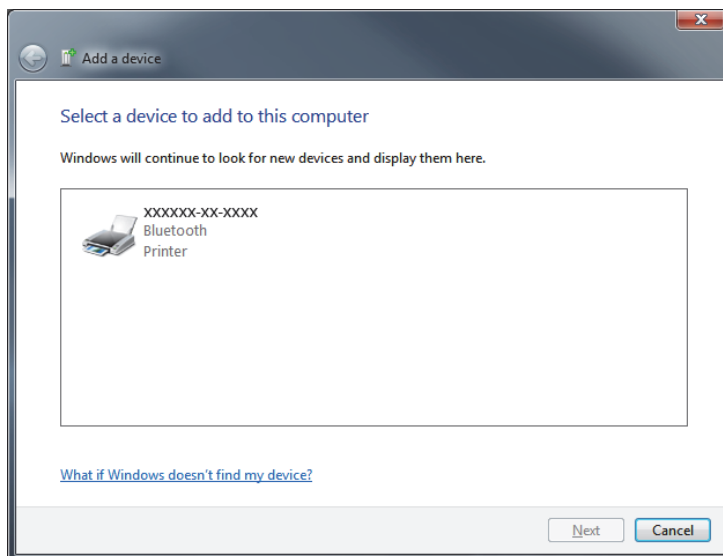 Add a device
Select a device to add to this computer
Windows will continue to look for new devices and display them here.
XXXXXX-XX-XXXX
Bluetooth
Printer
What if Windows doesn't find my device?
Next
Cancel